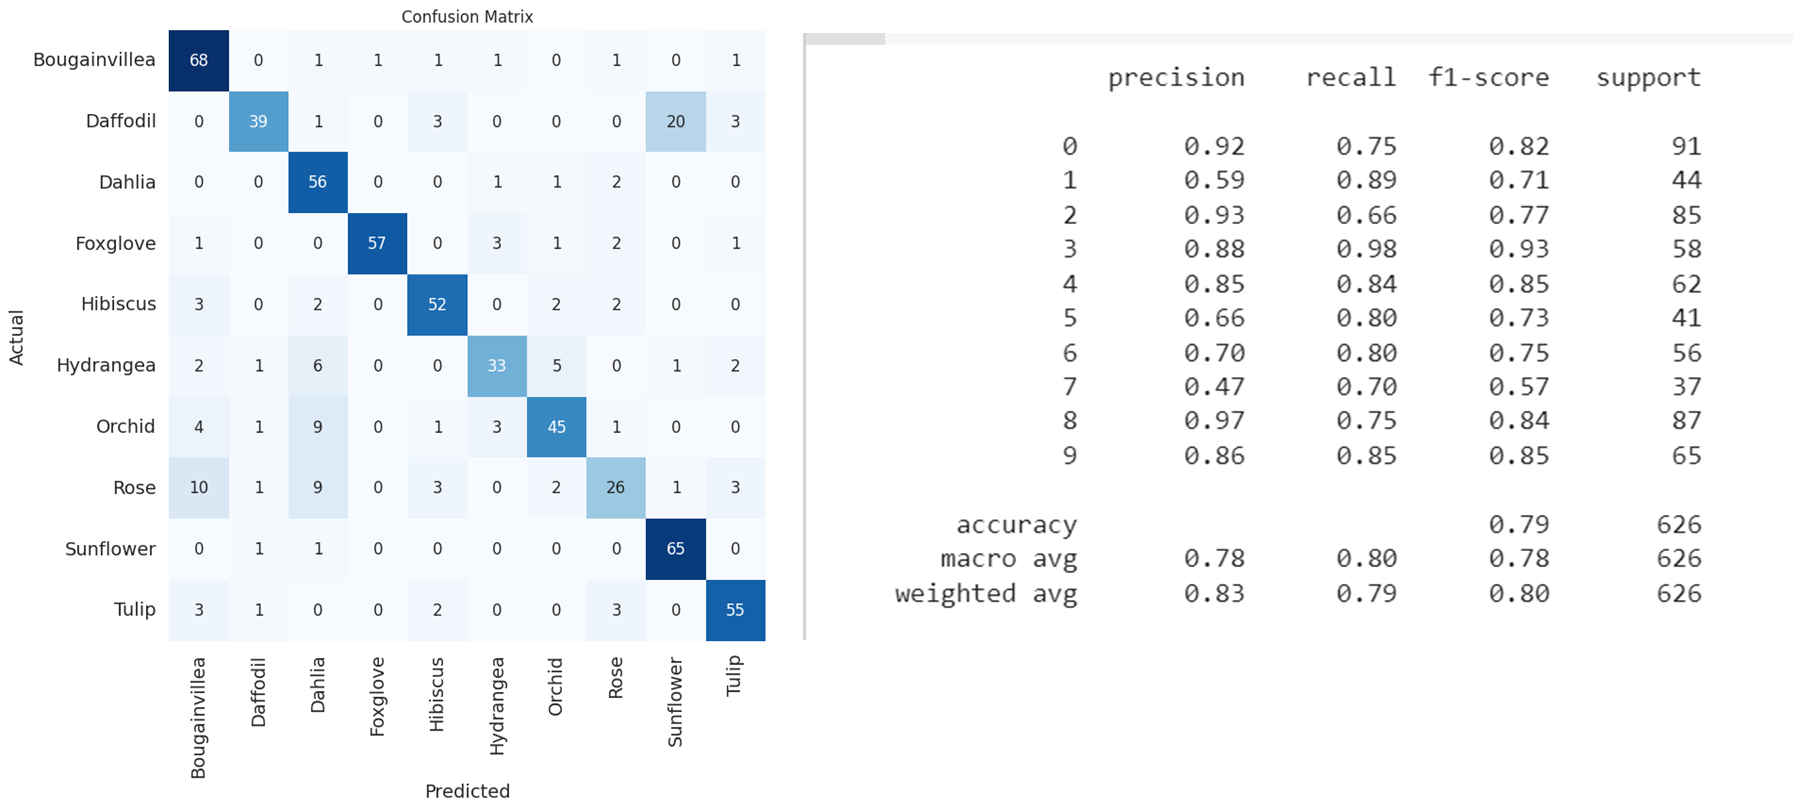 Confusion Matrix
Actual
Bougainvillea 68 0 1 1 1 1 0 1 0 1
Daffodil 0 39 1 0 3 0 0 0 20 3
Dahlia 0 0 56 0 0 1 1 2 0 0
Foxglove 1 0 0 57 0 3 1 2 0 1
Hibiscus 3 0 2 0 52 0 2 2 0 0
Hydrangea 2 1 6 0 0 33 5 0 1 2
Orchid 4 1 9 0 1 3 45 1 0 0
Rose 10 1 9 0 3 0 2 26 1 3
Sunflower 0 1 1 0 0 0 0 0 65 0
Tulip 3 1 0 0 2 0 0 3 0 55
Bougainvillea Daffodil Dahlia Foxglove Hibiscus Hydrangea Orchid Rose Sunflower Tulip
Predicted
precision recall f1-score support
0 0.92 0.75 0.82 91
1 0.59 0.89 0.71 44
2 0.93 0.66 0.77 85
3 0.88 0.98 0.93 58
4 0.85 0.84 0.85 62
5 0.66 0.80 0.73 41
6 0.70 0.80 0.75 56
7 0.47 0.70 0.57 37
8 0.97 0.75 0.84 87
9 0.86 0.85 0.85 65
accuracy 0.79 626
macro avg 0.78 0.80 0.78 626
weighted avg 0.83 0.79 0.80 626